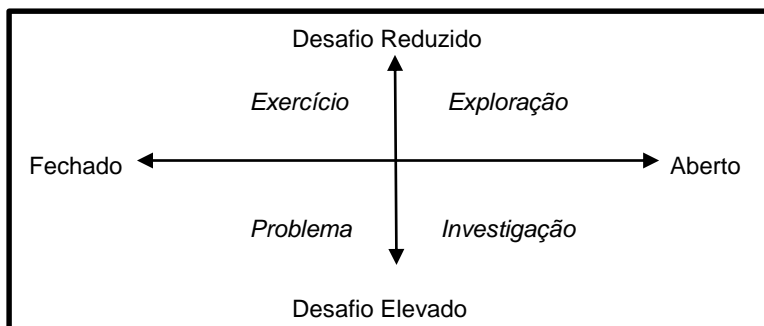 Desafio Reduzido
Exercício Exploração
Fechado Aberto
Problema Investigação
Desafio Elevado